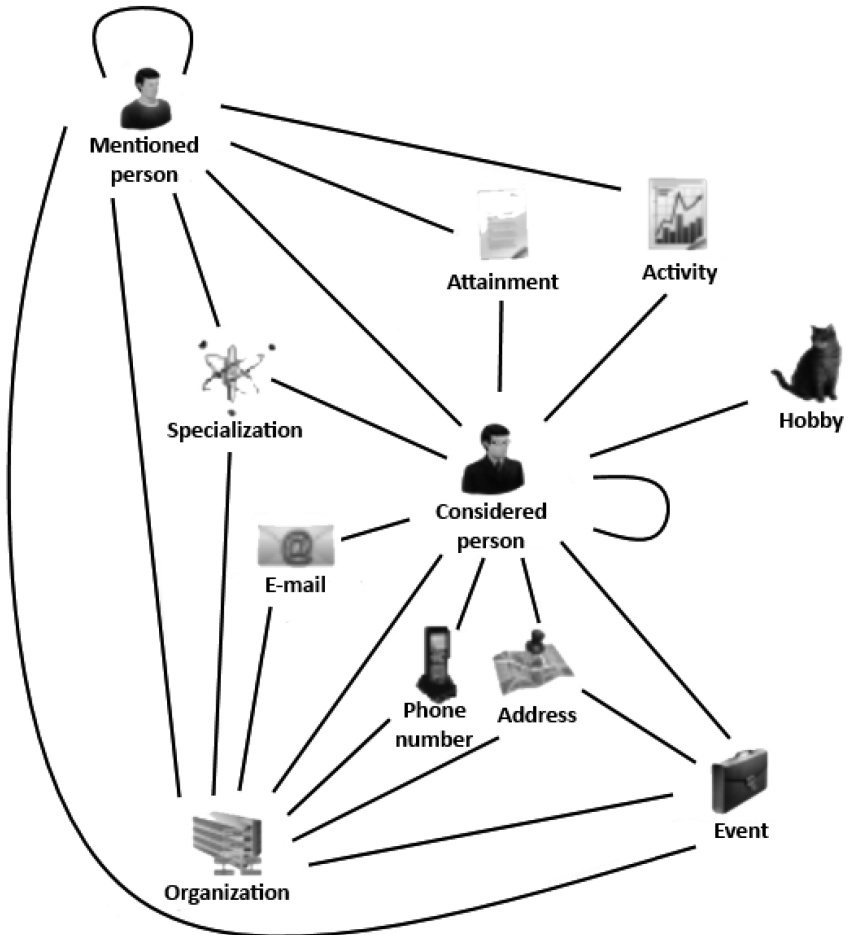 Mentioned
person
Attainment
Activity
Hobby
Specialization
Considered
person
@
E-mail
Phone
number
Address
Event
Organization